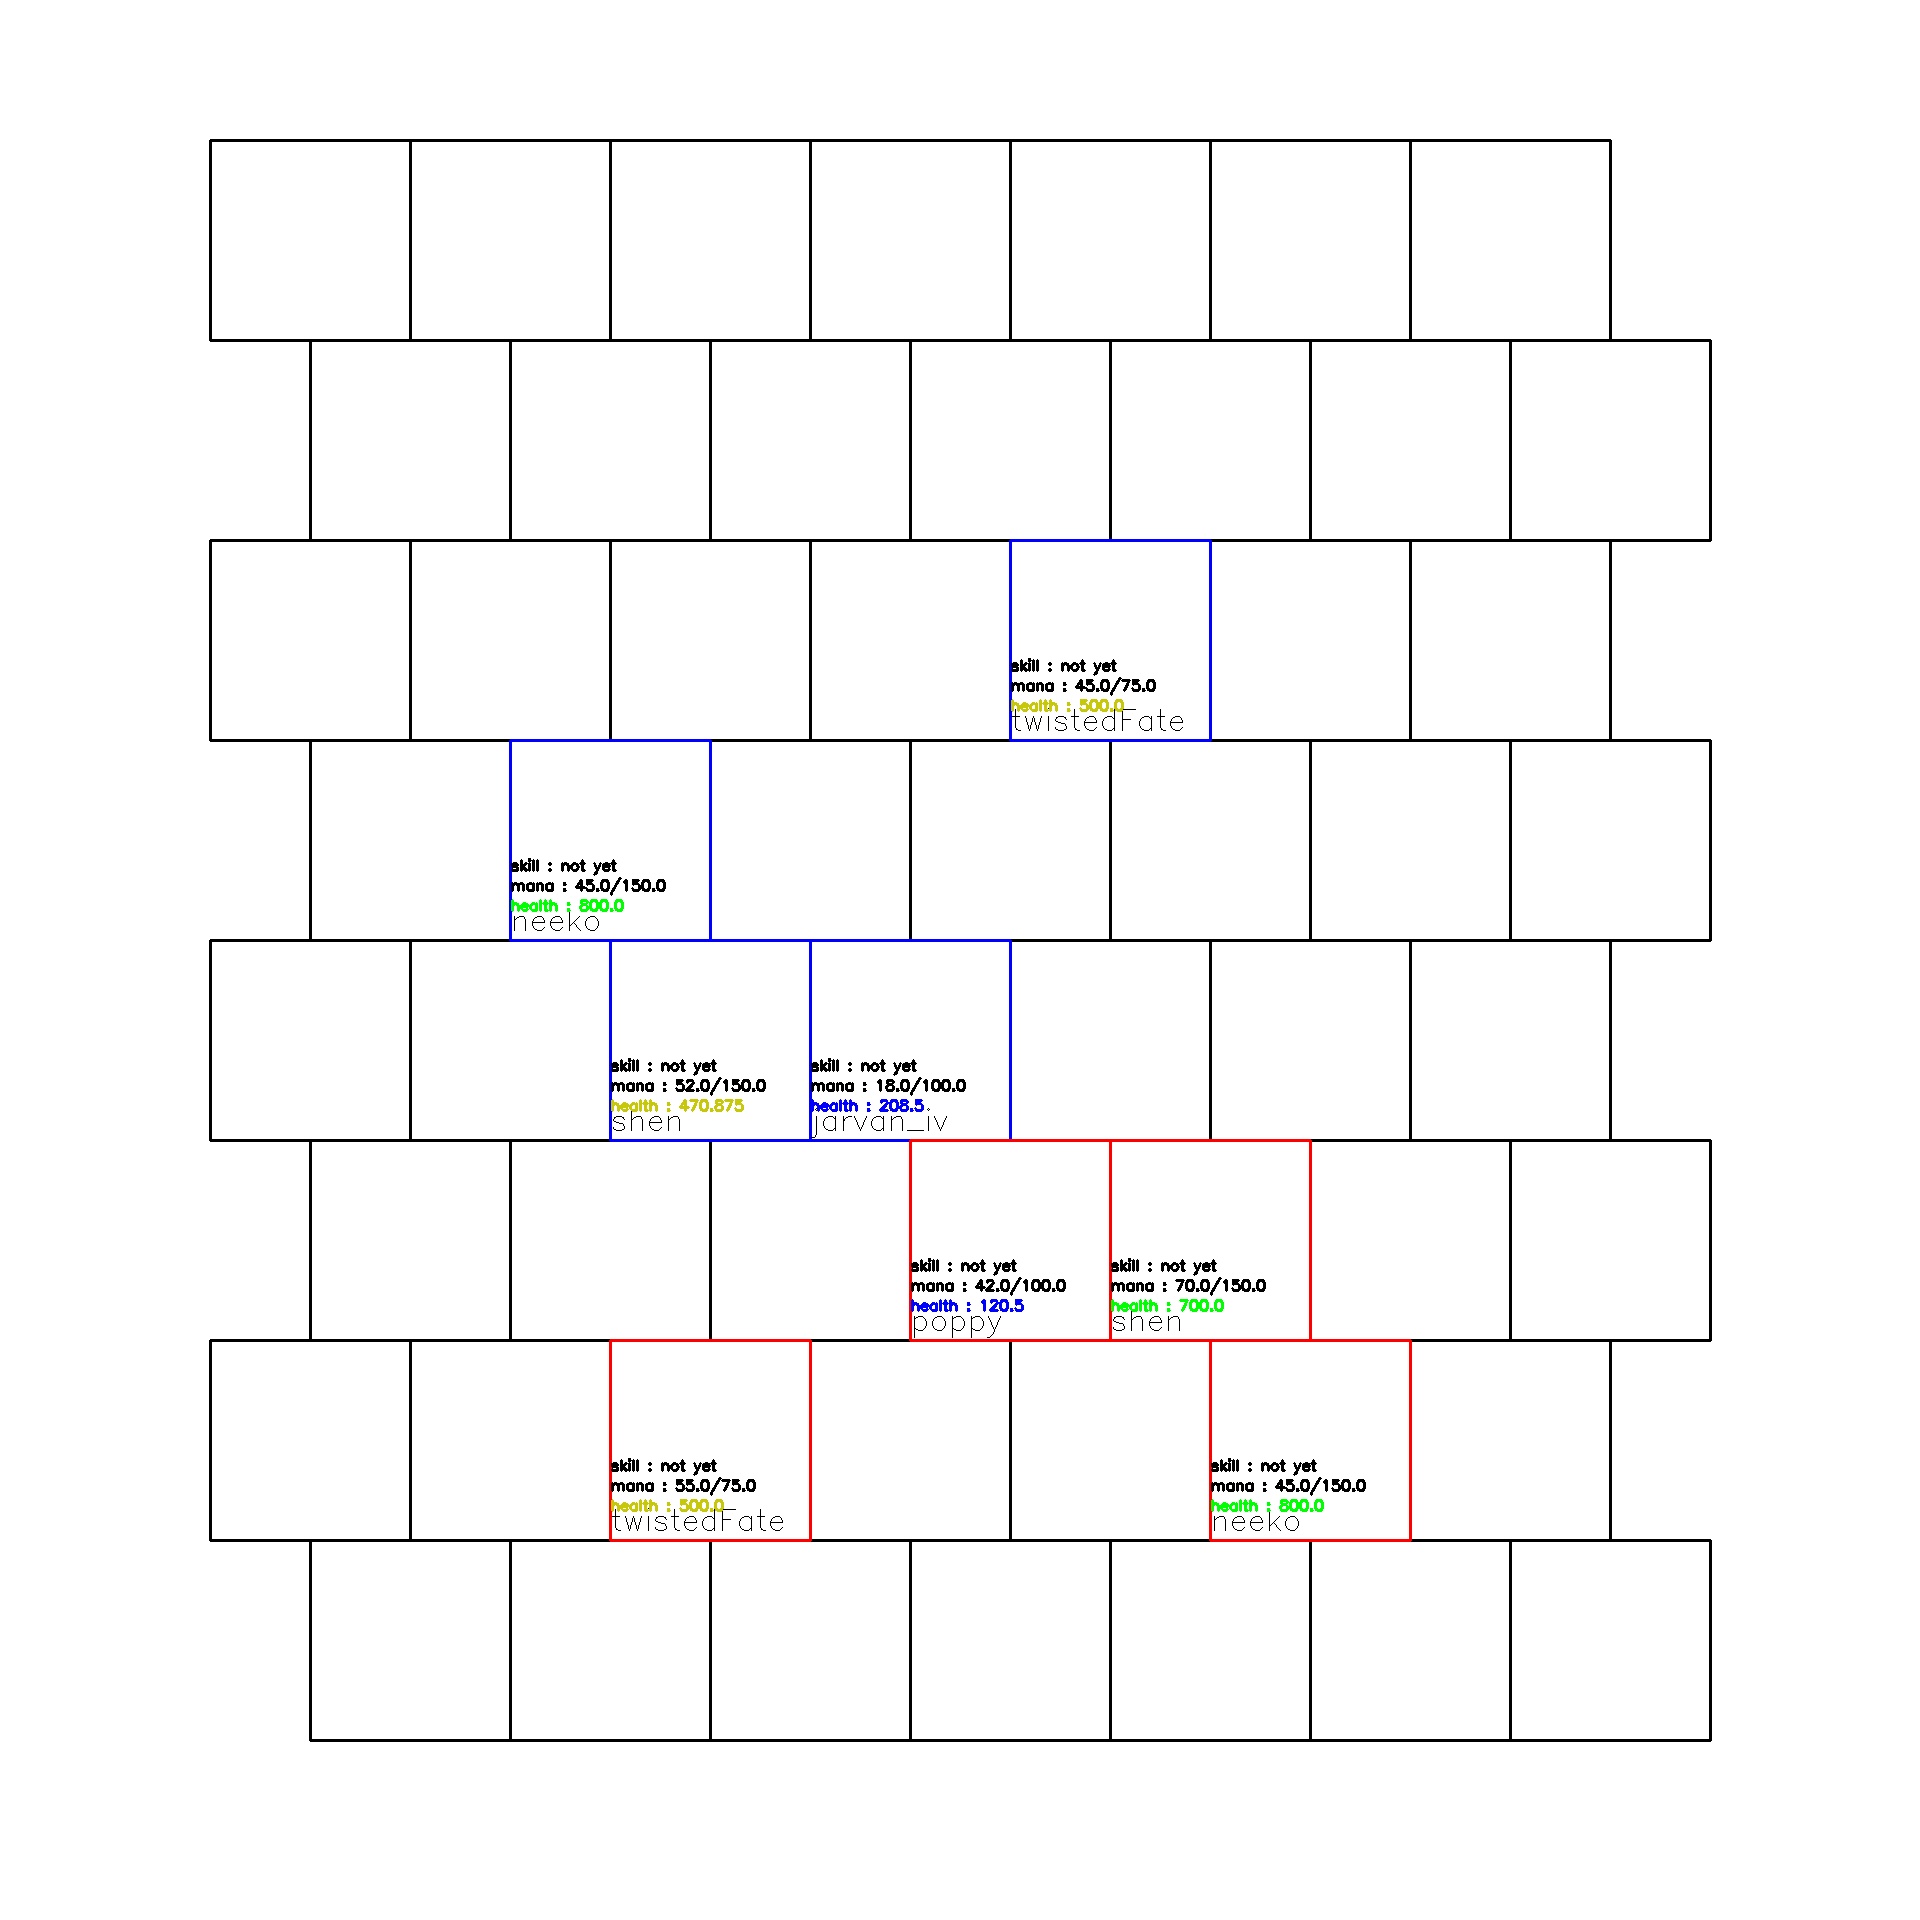 skill : not yet
mana : 45.0/75.0
health : 500.0
twistedFate
skill : not yet
mana : 45.0/150.0
health : 800.0
neeko
skill : not yet
mana : 52.0/150.0
health : 470.875
shen
skill : not yet
mana : 18.0/100.0
health : 208.5
jarvan_iv
skill : not yet
mana : 42.0/100.0
health : 120.5
poppy
skill : not yet
mana : 70.0/150.0
health : 700.0
shen
skill : not yet
mana : 55.0/75.0
health : 500.0
twistedFate
skill : not yet
mana : 45.0/150.0
health : 800.0
neeko